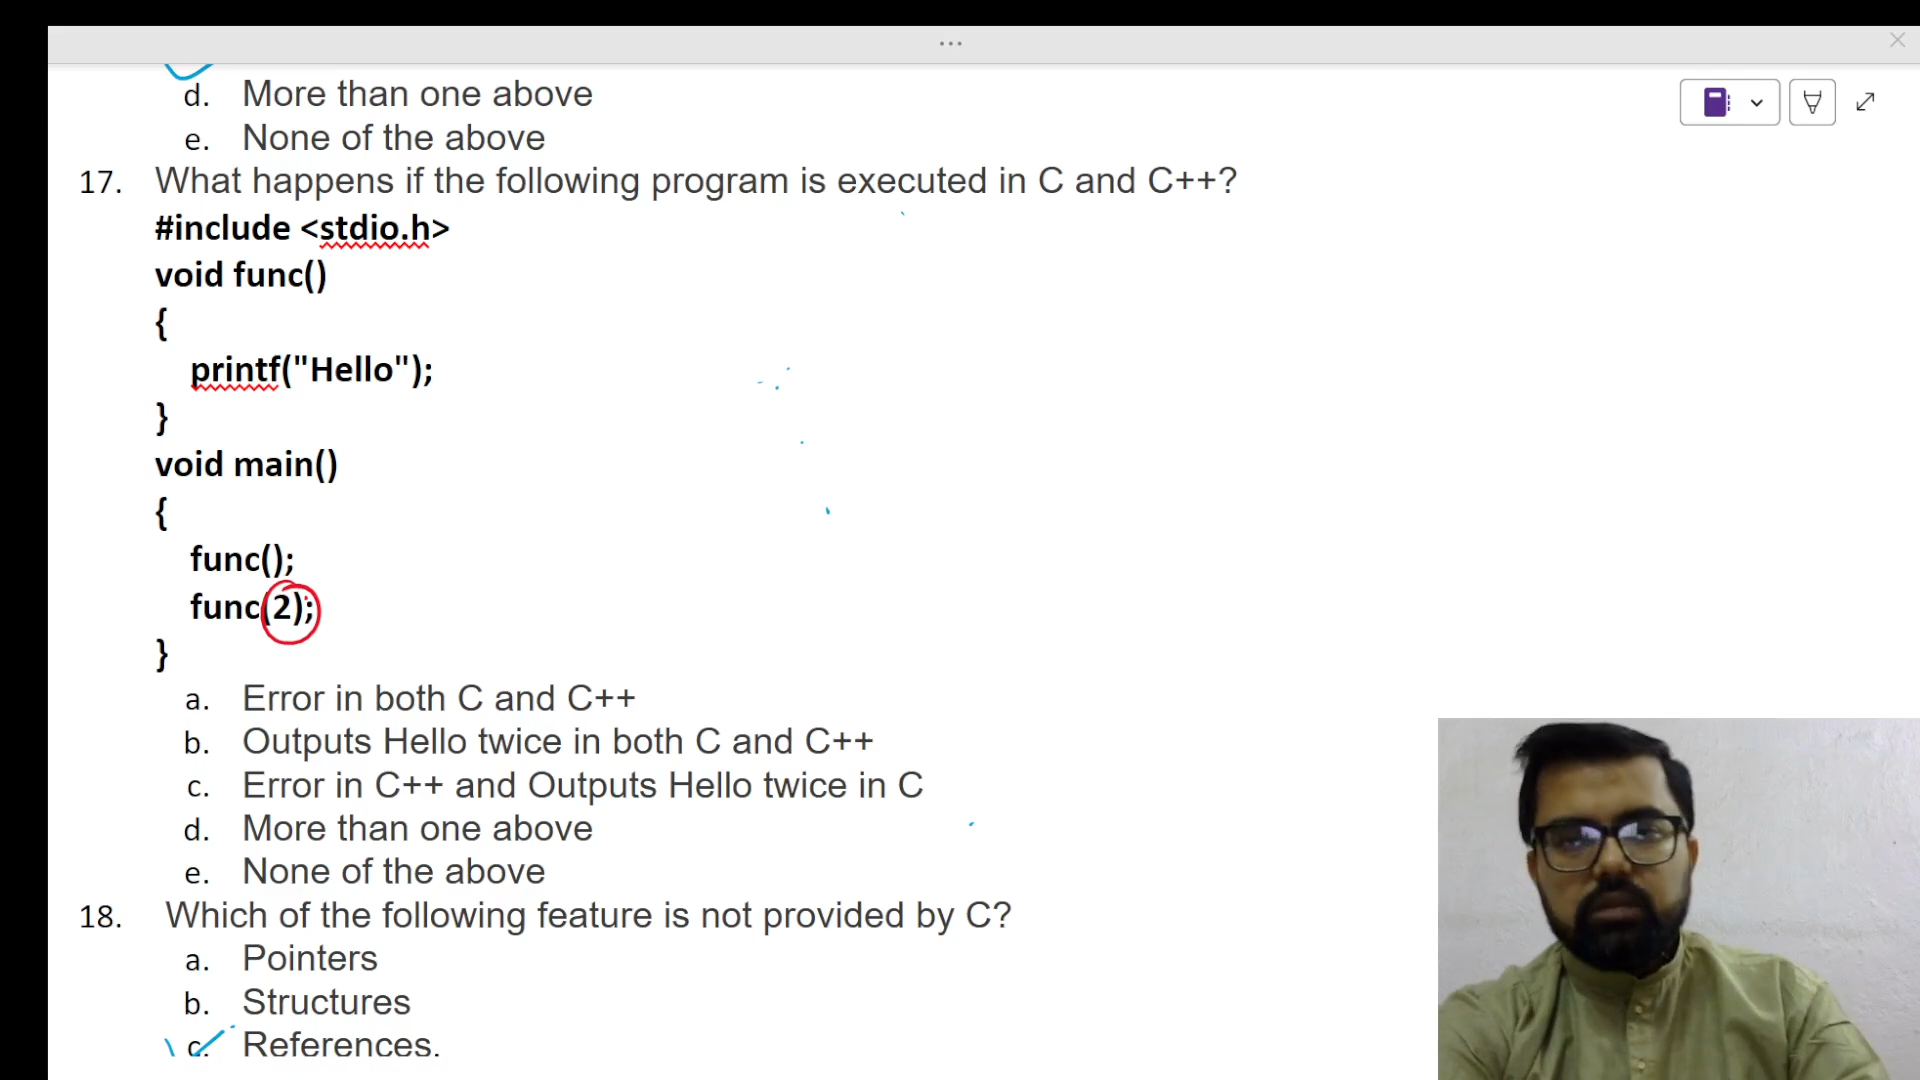 d. More than one above
e. None of the above
17. What happens if the following program is executed in C and C++?
#include <stdio.h>
void func()
{
printf("Hello");
}
void main()
{
func();
func(2);
}
a. Error in both C and C++
b. Outputs Hello twice in both C and C++
c. Error in C++ and Outputs Hello twice in C
d. More than one above
e. None of the above
18. Which of the following feature is not provided by C?
a. Pointers
b. Structures
c. References.